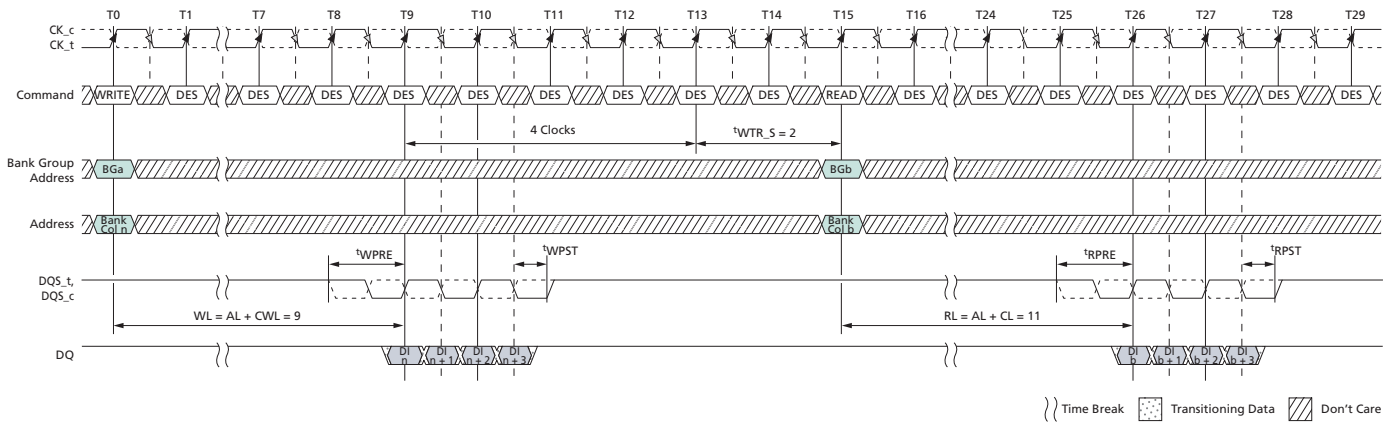 T0 T1 T7 T8 T9 T10 T11 T12 T13 T14 T15 T16 T24 T25 T26 T27 T28 T29
CK_c
CK_t
Command WRITE DES DES DES DES DES DES DES DES DES READ DES DES DES DES DES DES DES
4 Clocks tWTR_S = 2
Bank Group
Address
BGa BGb
Address
Bank
Col n
Bank
Col b
tWPRE tWPST tRPRE tRPST
DQS_t,
DQS_c
WL = AL + CWL = 9 RL = AL + CL = 11
DQ
DI
n
DI
n + 1
DI
n + 2
DI
n + 3
DI
b
DI
b + 1
DI
b + 2
DI
b + 3
Time Break Transitioning Data Don't Care